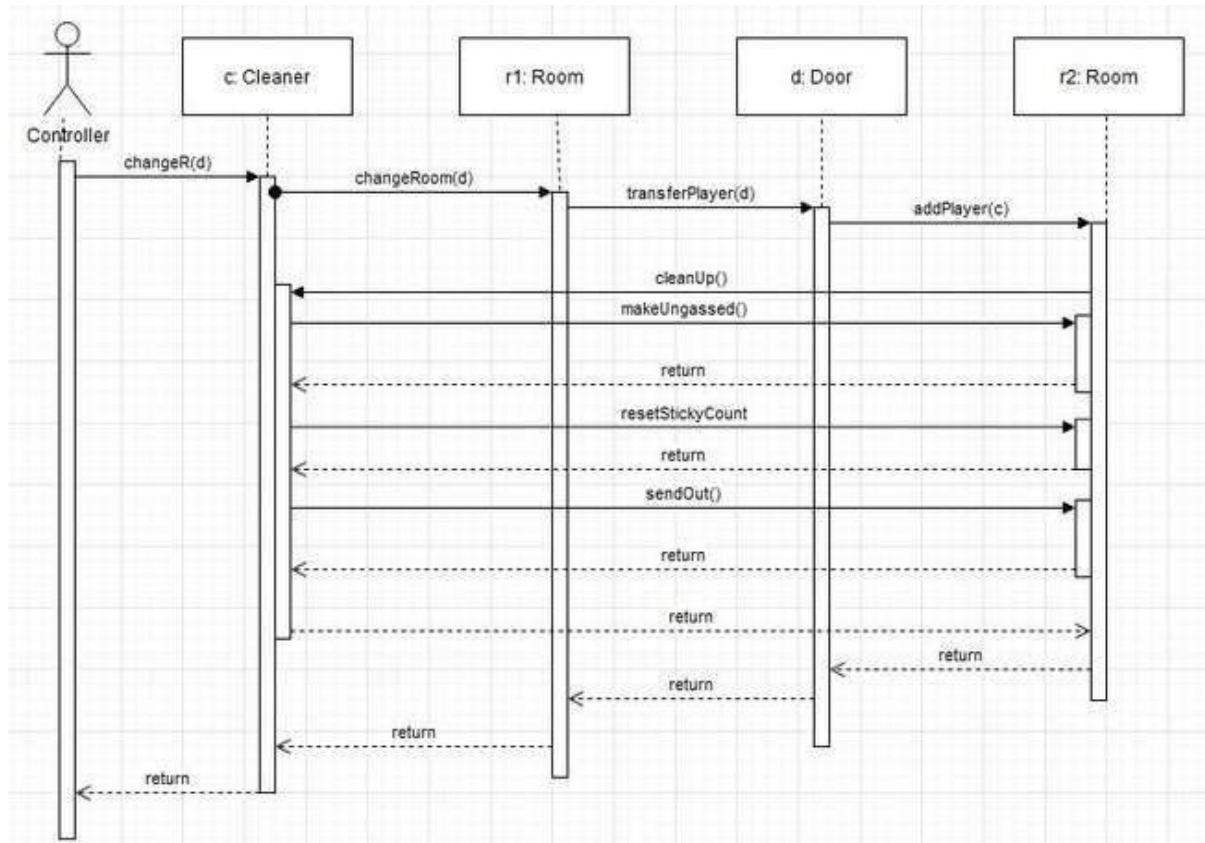 c: Cleaner
r1: Room
d: Door
r2: Room
Controller
changeR(d)
changeRoom(d)
transferPlayer(d)
addPlayer(c)
cleanUp()
makeUngassed()
return
resetStickyCount
return
sendOut()
return
return
return
return
return
return